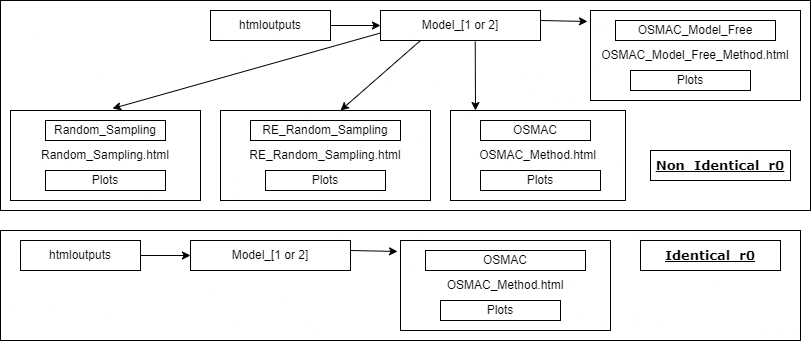 htmloutputs
Model_[1 or 2]
OSMAC_Model_Free
OSMAC_Model_Free_Method.html
Plots
Random_Sampling
Random_Sampling.html
Plots
RE_Random_Sampling
RE_Random_Sampling.html
Plots
OSMAC
OSMAC_Method.html
Plots
Non_Identical_r0
htmloutputs
Model_[1 or 2]
OSMAC
OSMAC_Method.html
Plots
Identical_r0